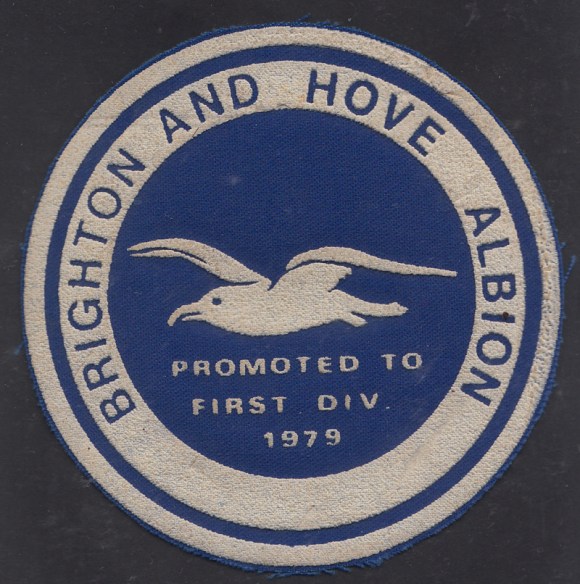 BRIGHTON AND HOVE ALBION
PROMOTED TO
FIRST DIV.
1979